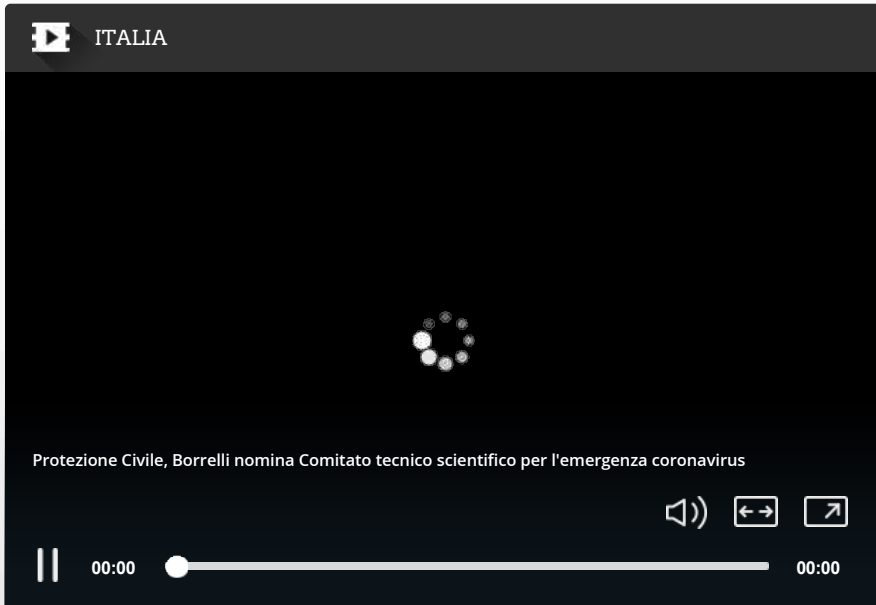 ITALIA
Protezione Civile, Borrelli nomina Comitato tecnico scientifico per l'emergenza coronavirus
00:00
00:00